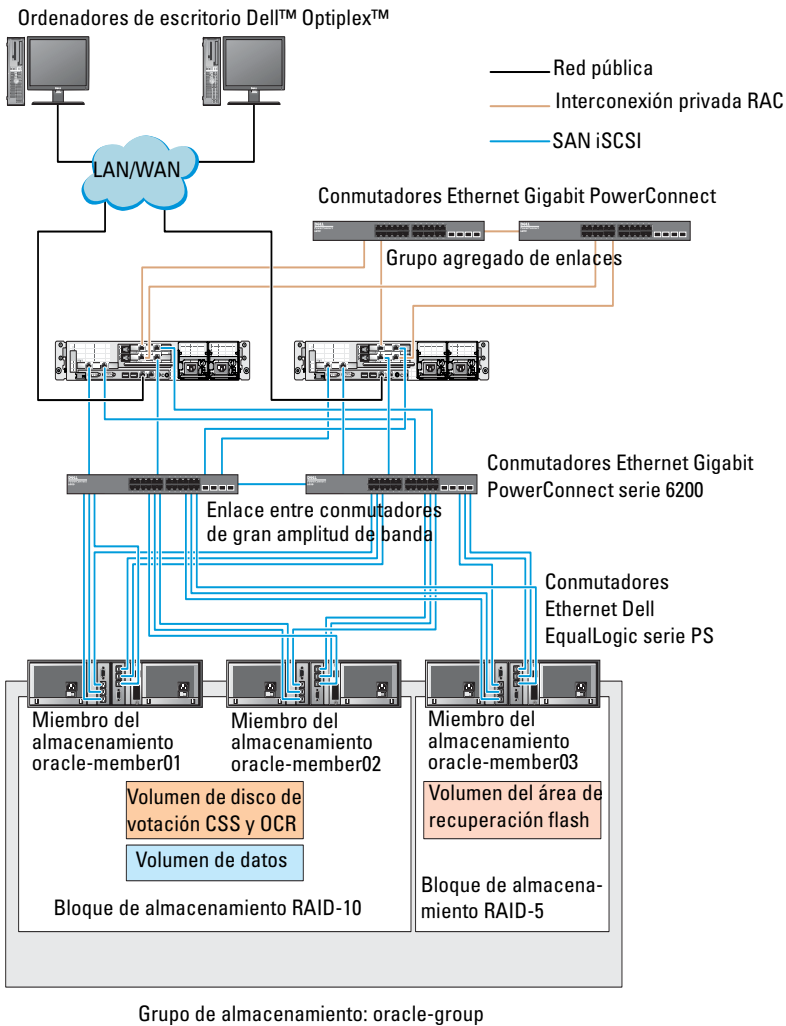 Ordenadores de escritorio Dell™ Optiplex™
Red pública
Interconexión privada RAC
SAN iSCSI
LAN/WAN
Conmutadores Ethernet Gigabit PowerConnect
Grupo agregado de enlaces
Conmutadores Ethernet Gigabit
PowerConnect serie 6200
Enlace entre conmutadores
de gran amplitud de banda
Conmutadores
Ethernet Dell
EqualLogic serie PS
Miembro del
almacenamiento
oracle-member01
Miembro del
almacenamiento
oracle-member02
Miembro del
almacenamiento
oracle-member03
Volumen de disco de
votación CSS y OCR
Volumen de datos
Volumen del área de
recuperación flash
Bloque de almacenamiento RAID-10
Bloque de almacena-
miento RAID-5
Grupo de almacenamiento: oracle-group